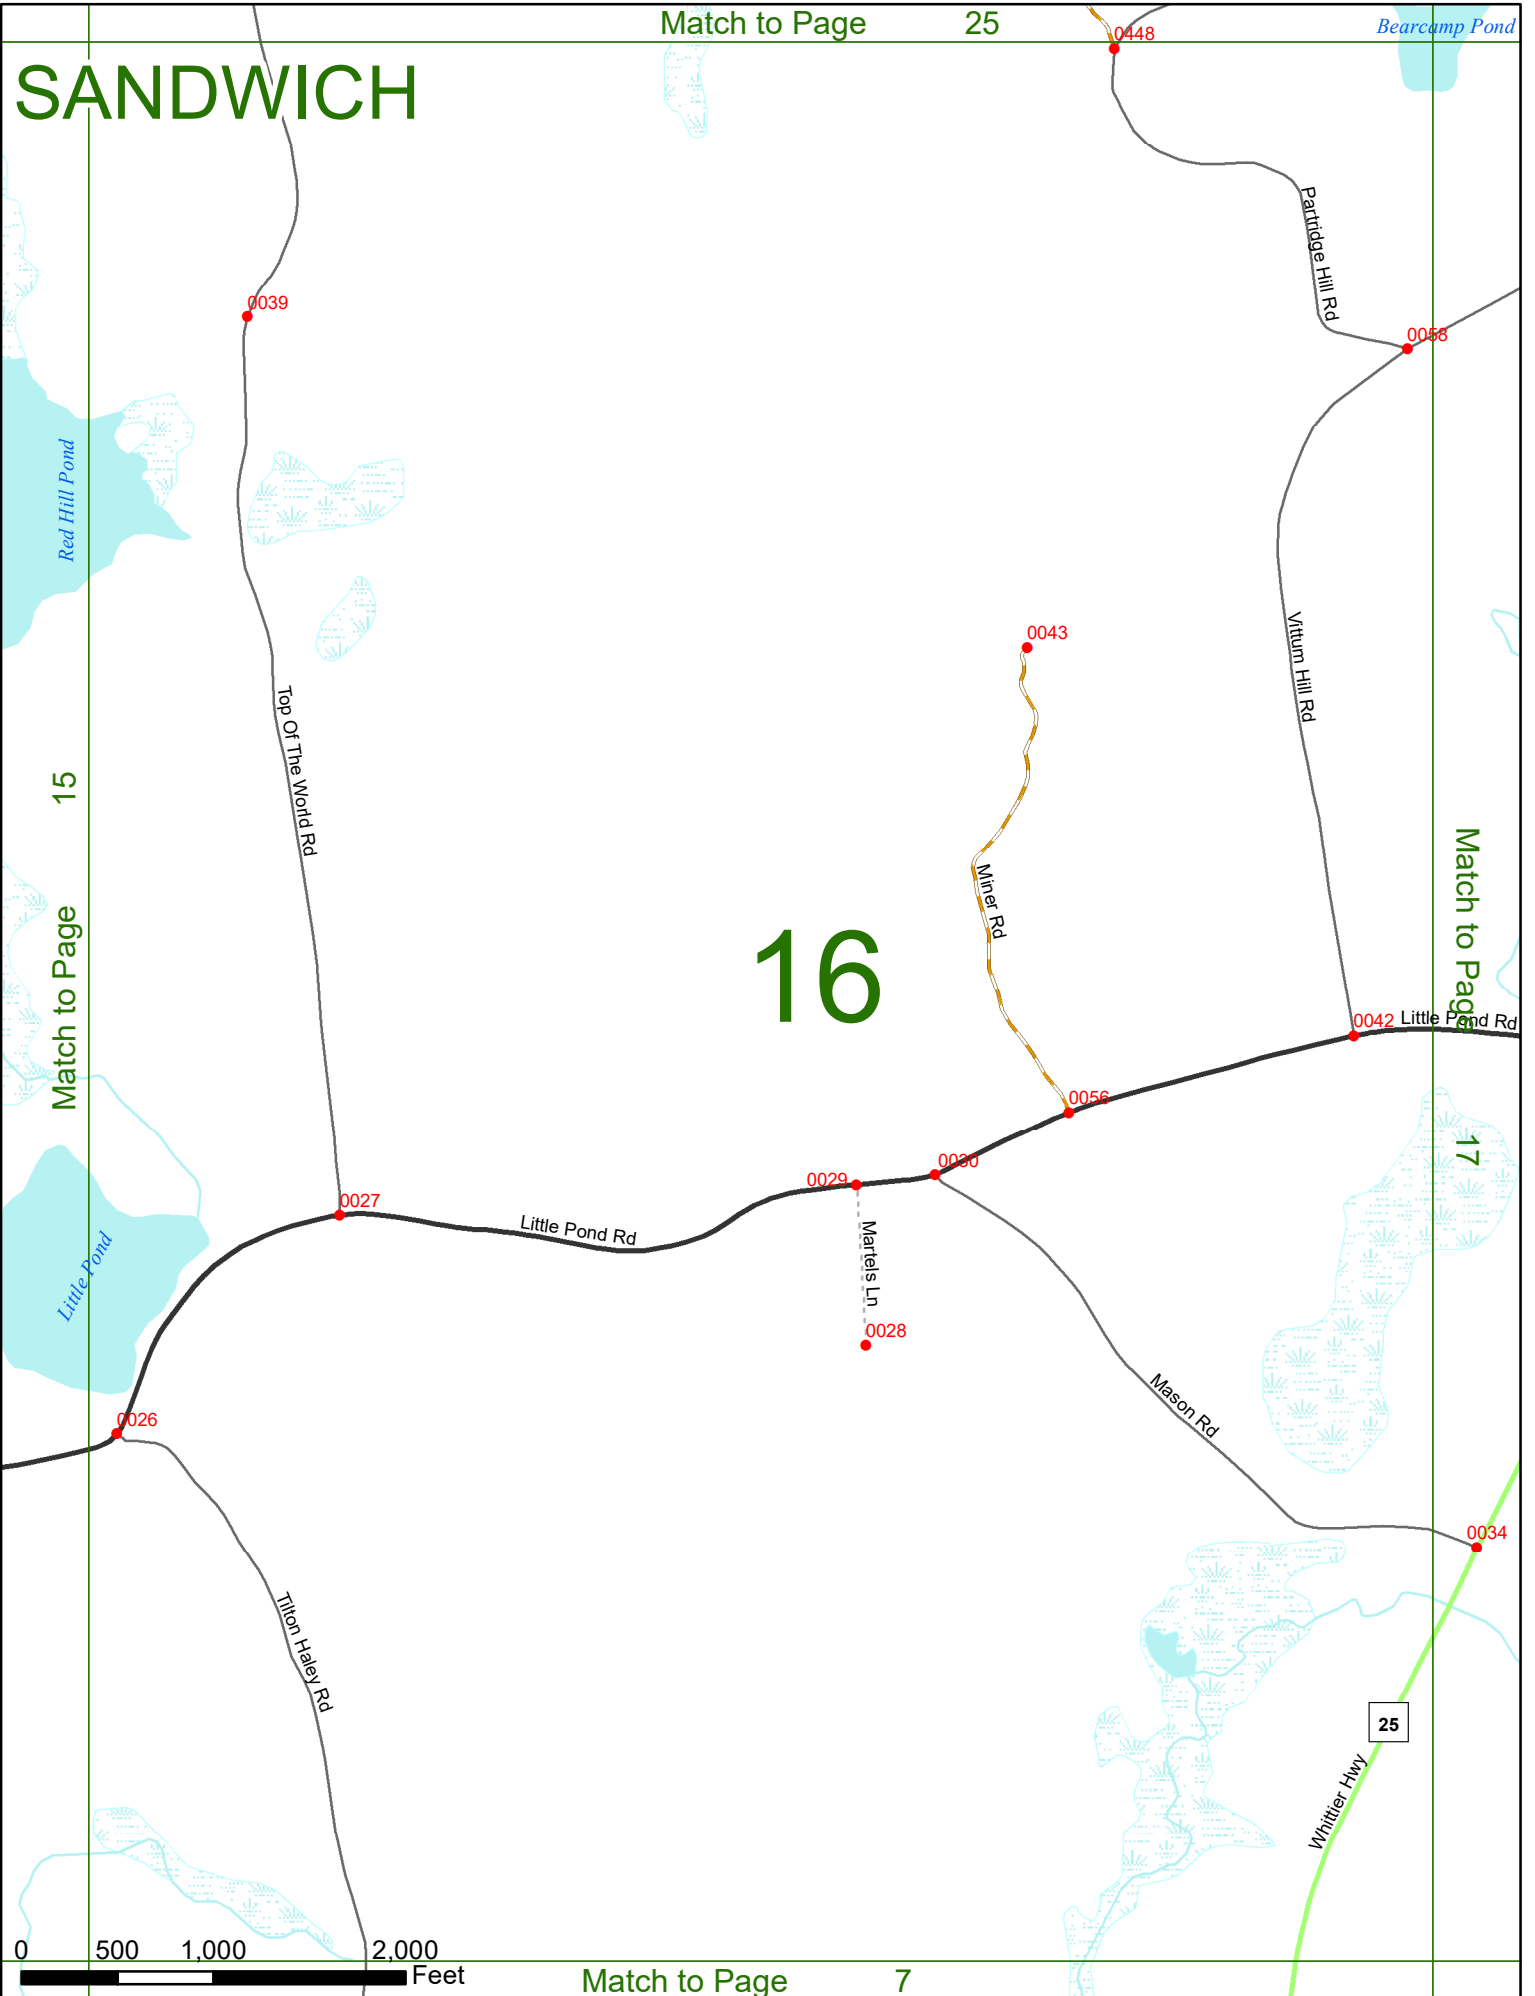 Match to Page 25
Bearcamp Pond
0448
SANDWICH
Partridge Hill Rd
0039
0058
Red Hill Pond
0043
Vittum Hill Rd
Top Of The World Rd
Match to Page 15
Miner Rd
Match to Page 17
16
0042
Little Pond Rd
0056
0030
0029
0027
Little Pond Rd
Martels Ln
Little Pond
0028
Mason Rd
0026
0034
Tilton Haley Rd
25
Whittier Hwy
0 500 1,000 2,000
Feet
Match to Page 7